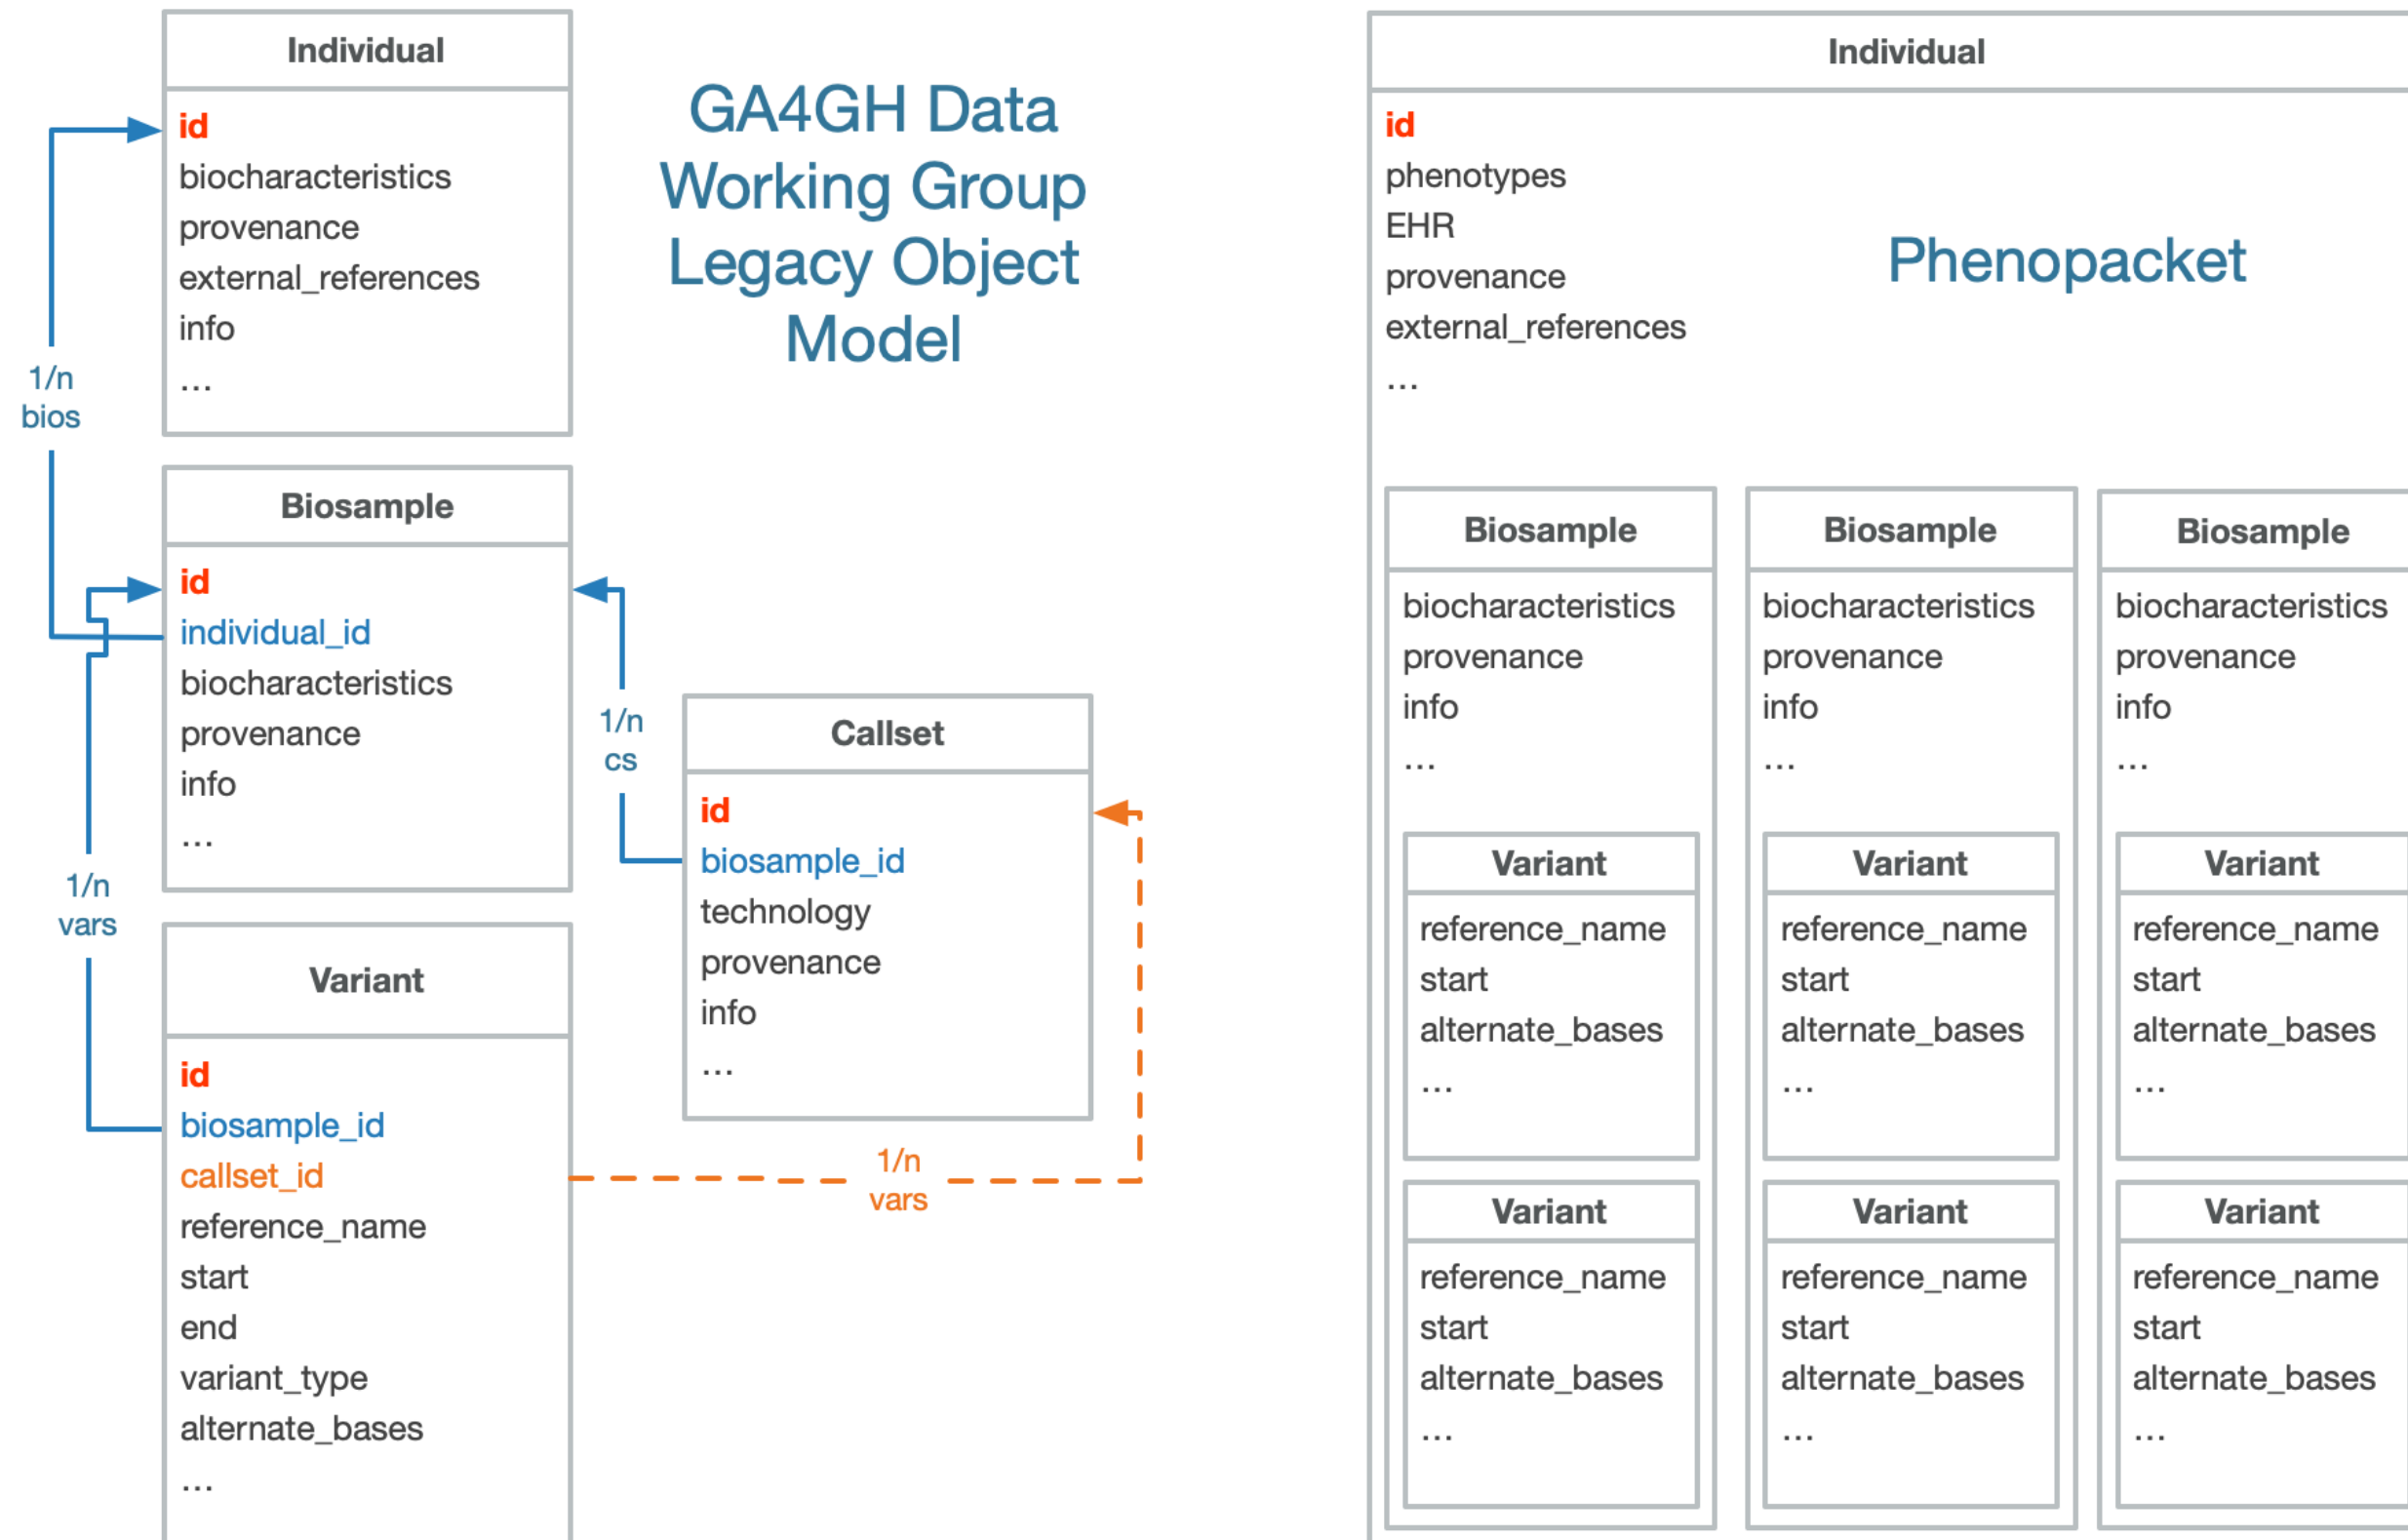 Individual
id
biocharacteristics
provenance
external_references
info
...
GA4GH Data
Working Group
Legacy Object
Model
1/n
bios
Biosample
id
individual_id
biocharacteristics
provenance
info
...
1/n
cs
1/n
vars
Callset
id
biosample_id
technology
provenance
info
...
Variant
id
biosample_id
callset_id
reference_name
start
end
variant_type
alternate_bases
...
1/n
vars
Individual
id
phenotypes
EHR
provenance
external_references
...
Phenopacket
Biosample
biocharacteristics
provenance
info
...
Variant
reference_name
start
alternate_bases
...
Variant
reference_name
start
alternate_bases
...
Biosample
biocharacteristics
provenance
info
...
Variant
reference_name
start
alternate_bases
...
Variant
reference_name
start
alternate_bases
...
Biosample
biocharacteristics
provenance
info
...
Variant
reference_name
start
alternate_bases
...
Variant
reference_name
start
alternate_bases
...